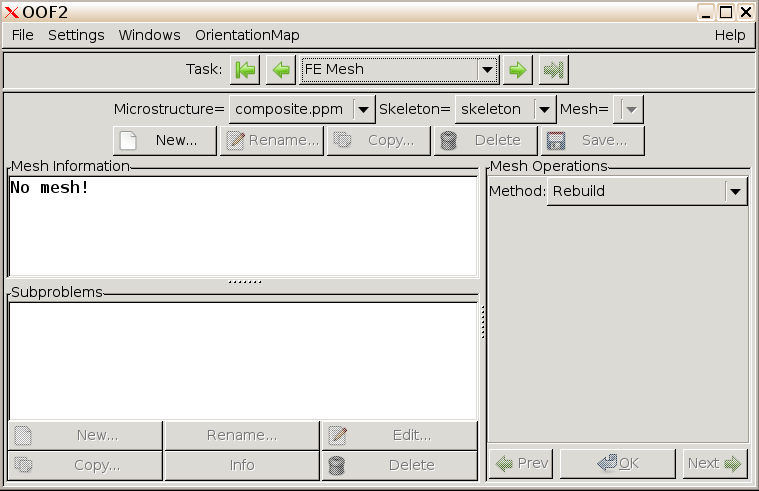 OOF2
File Settings Windows OrientationMap Help
Task: FE Mesh
Microstructure= composite.ppm Skeleton= skeleton Mesh=
New... Rename... Copy... Delete Save...
Mesh Information
No mesh!
Mesh Operations
Method: Rebuild
Subproblems
New... Rename... Edit...
Copy... Info Delete
Prev OK Next